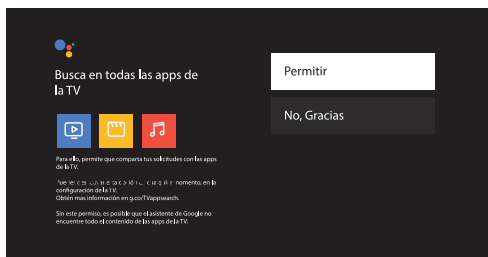 Busca en todas las apps de
la TV
Para ello, permite que comparta tus solicitudes con las apps
de la TV.
momento, en la
configuración de la TV.
Obtén mas información en g.co/TVappsearch.
Sin este permiso, es posible que el asistente de Google no
encuentre todo el contenido de las apps de la TV.
Permitir
No, Gracias